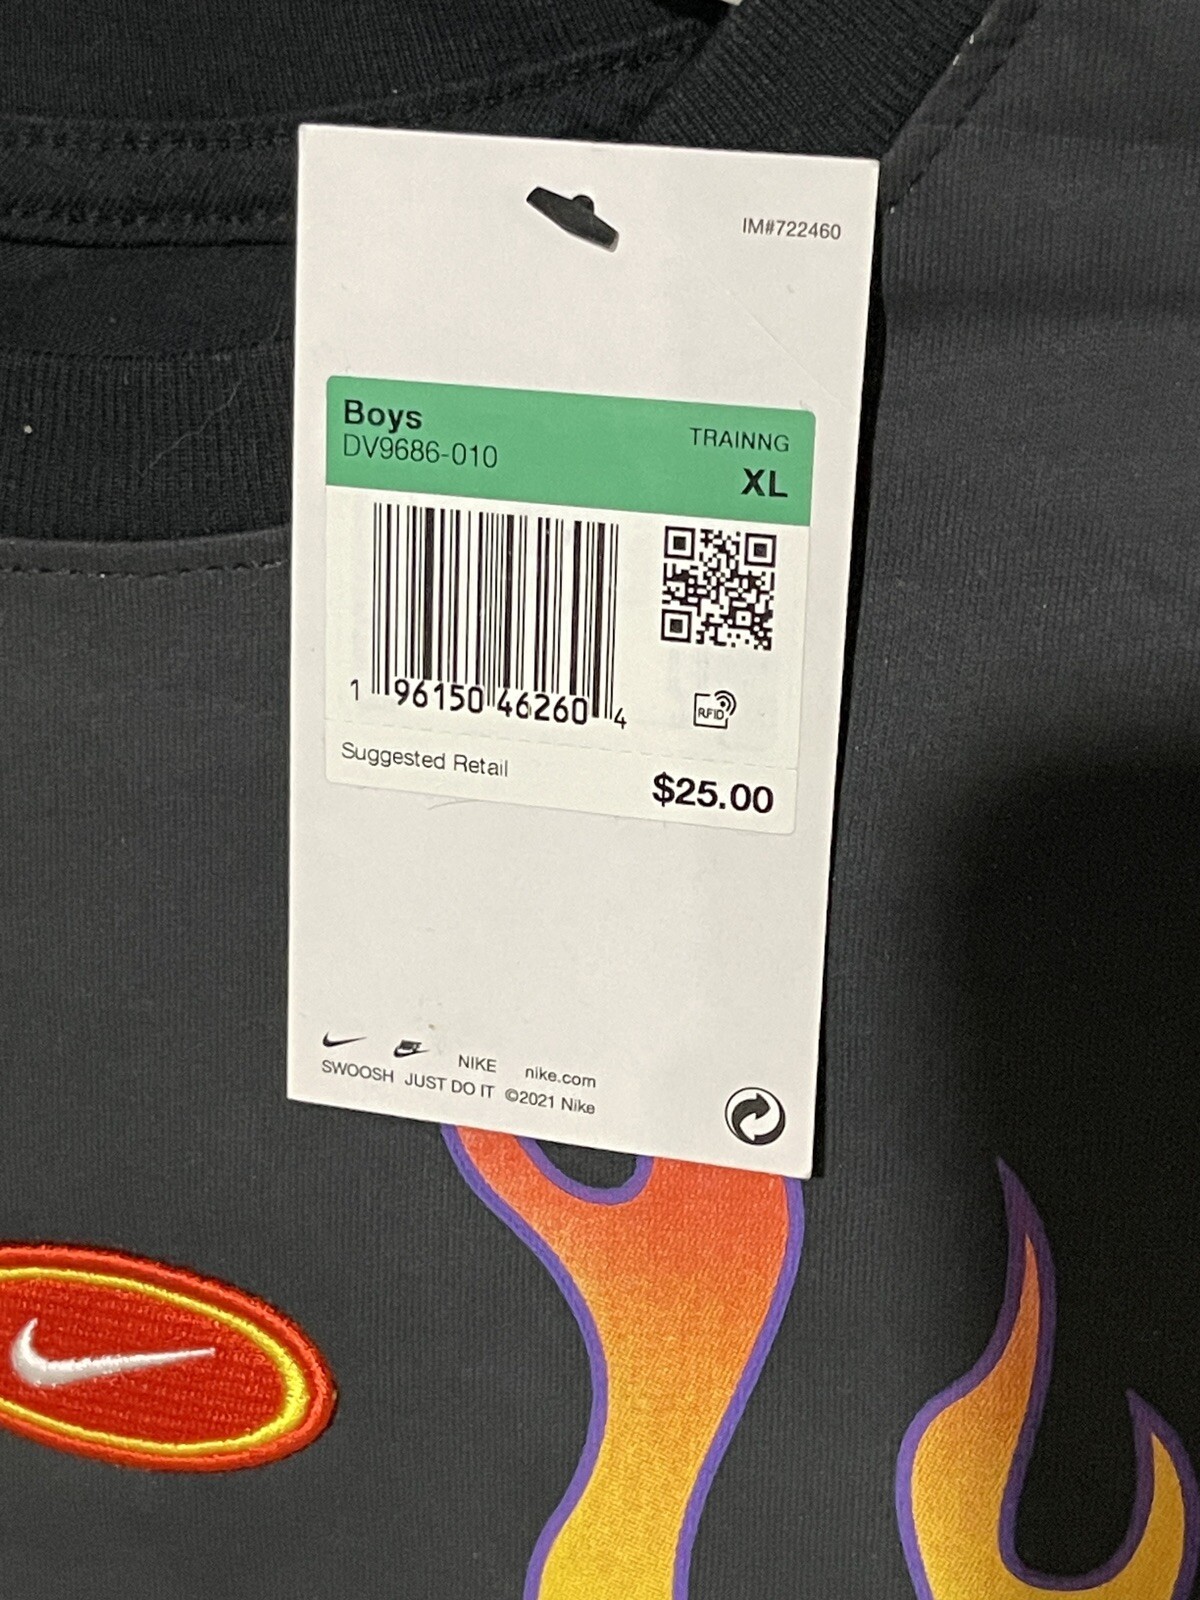 IM#722460
Boys
DV9686-010
TRAINNG
XL
1 96150 46260 4
RFID
Suggested Retail
$25.00
NIKE nike.com
SWOOSH JUST DO IT ©2021 Nike